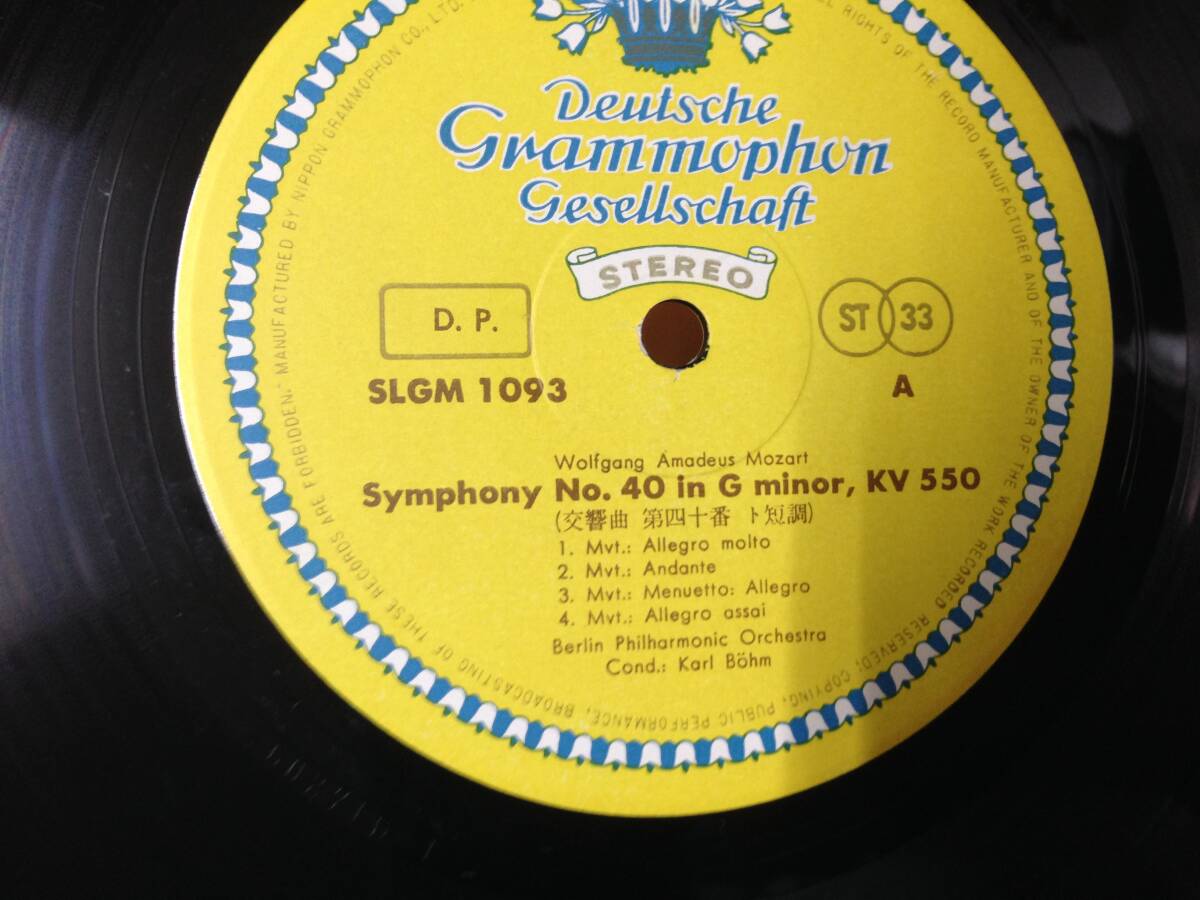 Deutsche
Grammophon
Gesellschaft
STEREO
D. P.
ST 33
SLGM 1093
A
Wolfgang Amadeus Mozart
Symphony No. 40 in G minor, KV 550
(交響曲 第四十番 ト短調)
1. Mvt.: Allegro molto
2. Mvt.: Andante
3. Mvt.: Menuetto: Allegro
4. Mvt.: Allegro assai
Berlin Philharmonic Orchestra
Cond.: Karl Böhm
RIGHTS OF THE RECORD MANUFACTURER AND OF THE OWNER OF THE WORK RECORDED RESERVED; COPYING, PUBLIC PERFORMANCE, BROADCASTING OF THESE RECORDS ARE FORBIDDEN." MANUFACTURED BY NIPPON GRAMMOPHON CO., LTD.